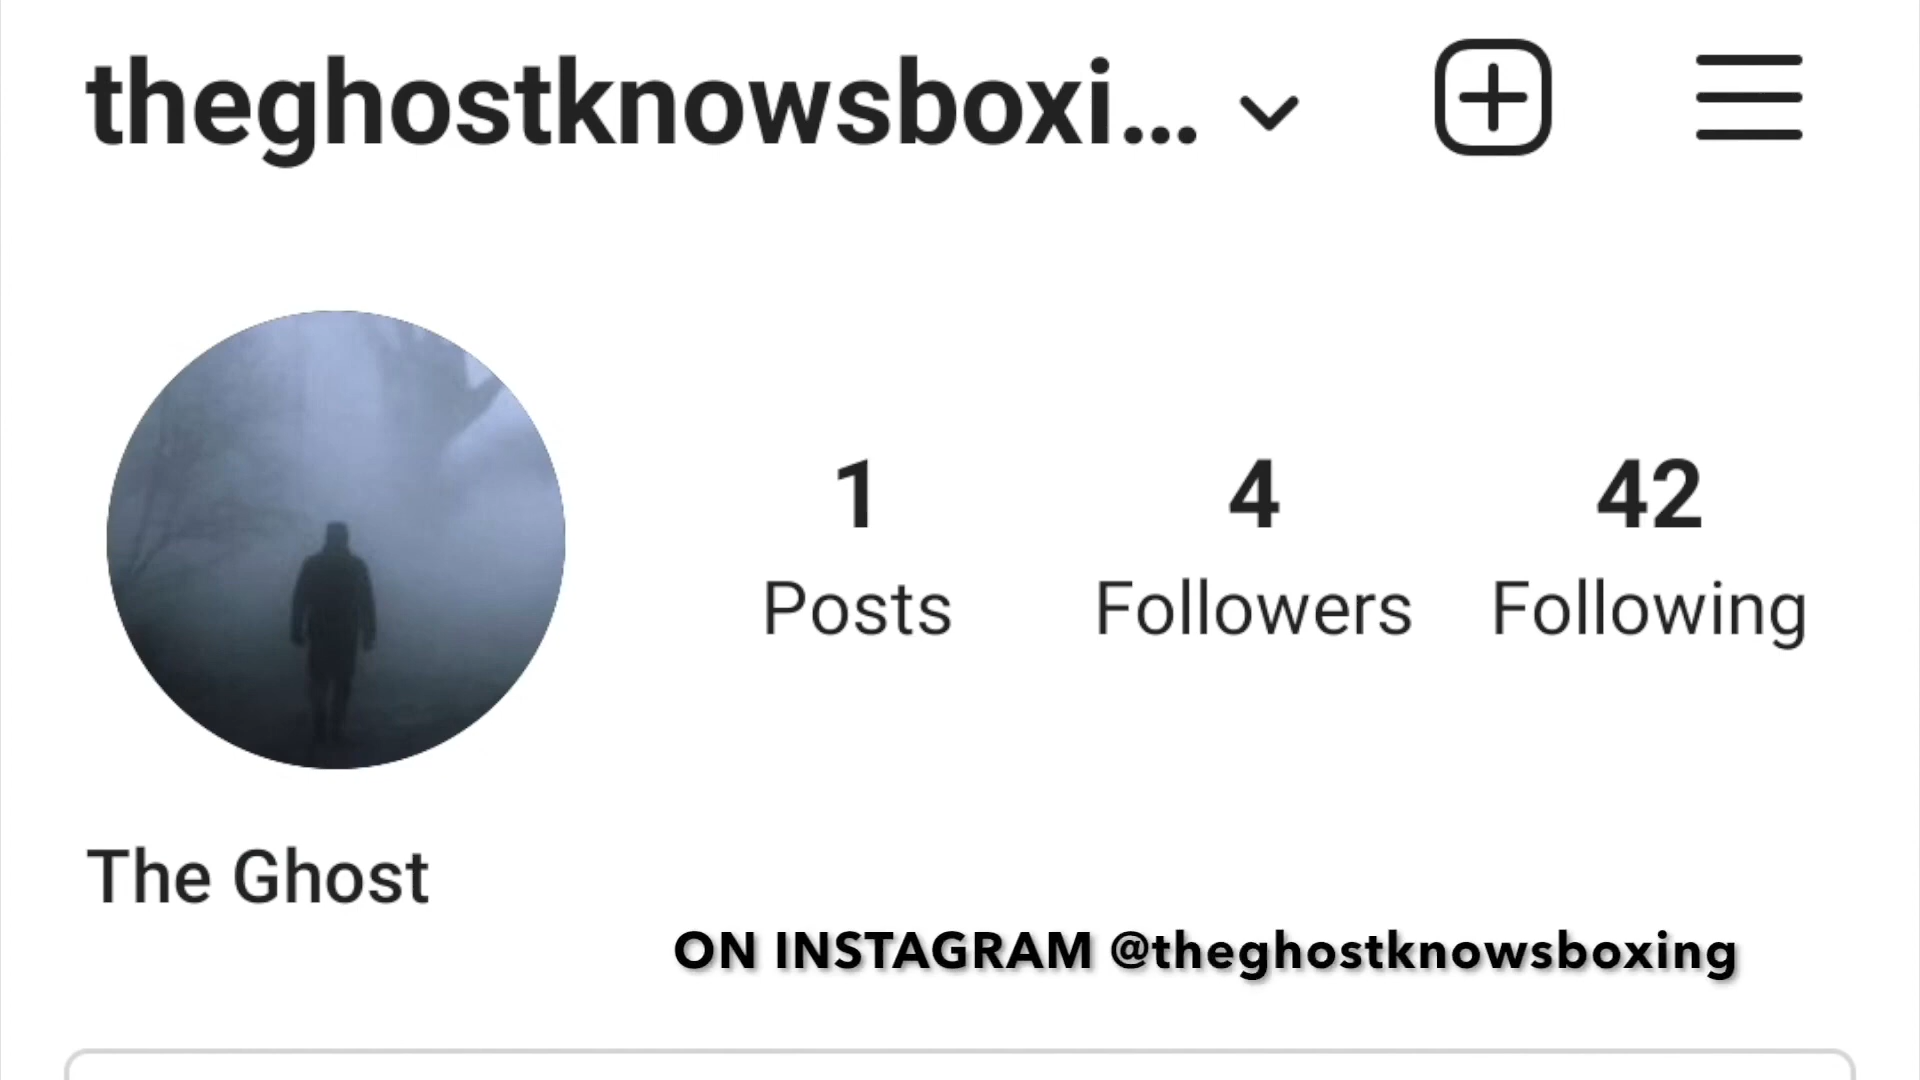 theghostknowsboxi...
1 4 42
Posts Followers Following
The Ghost
ON INSTAGRAM @theghostknowsboxing